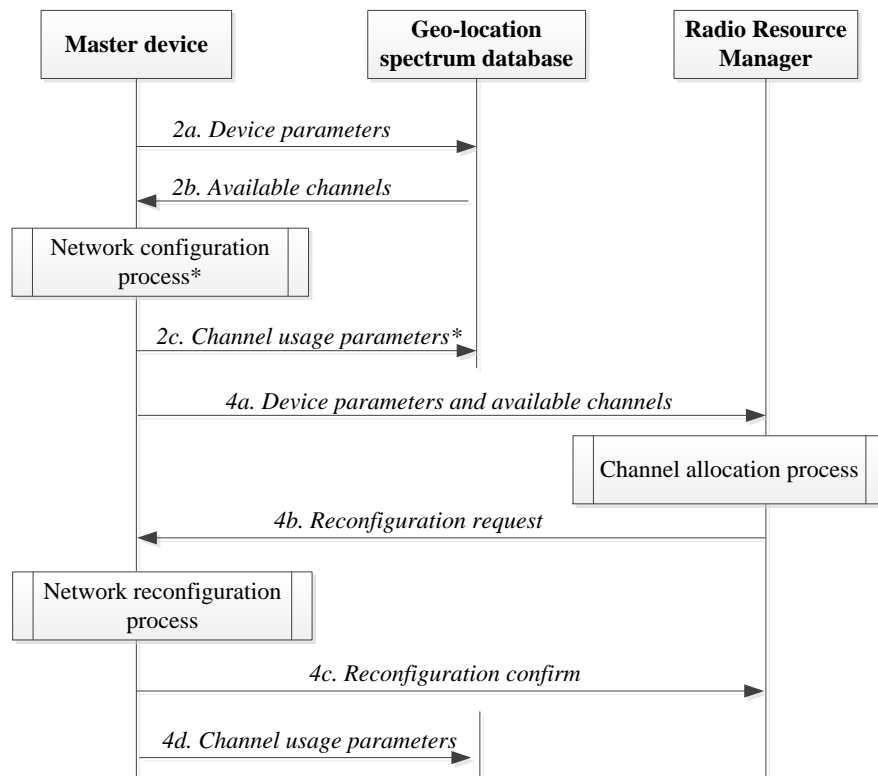 Master device
Geo-location
spectrum database
Radio Resource
Manager
2a. Device parameters
2b. Available channels
Network configuration
process*
2c. Channel usage parameters*
4a. Device parameters and available channels
Channel allocation process
4b. Reconfiguration request
Network reconfiguration
process
4c. Reconfiguration confirm
4d. Channel usage parameters